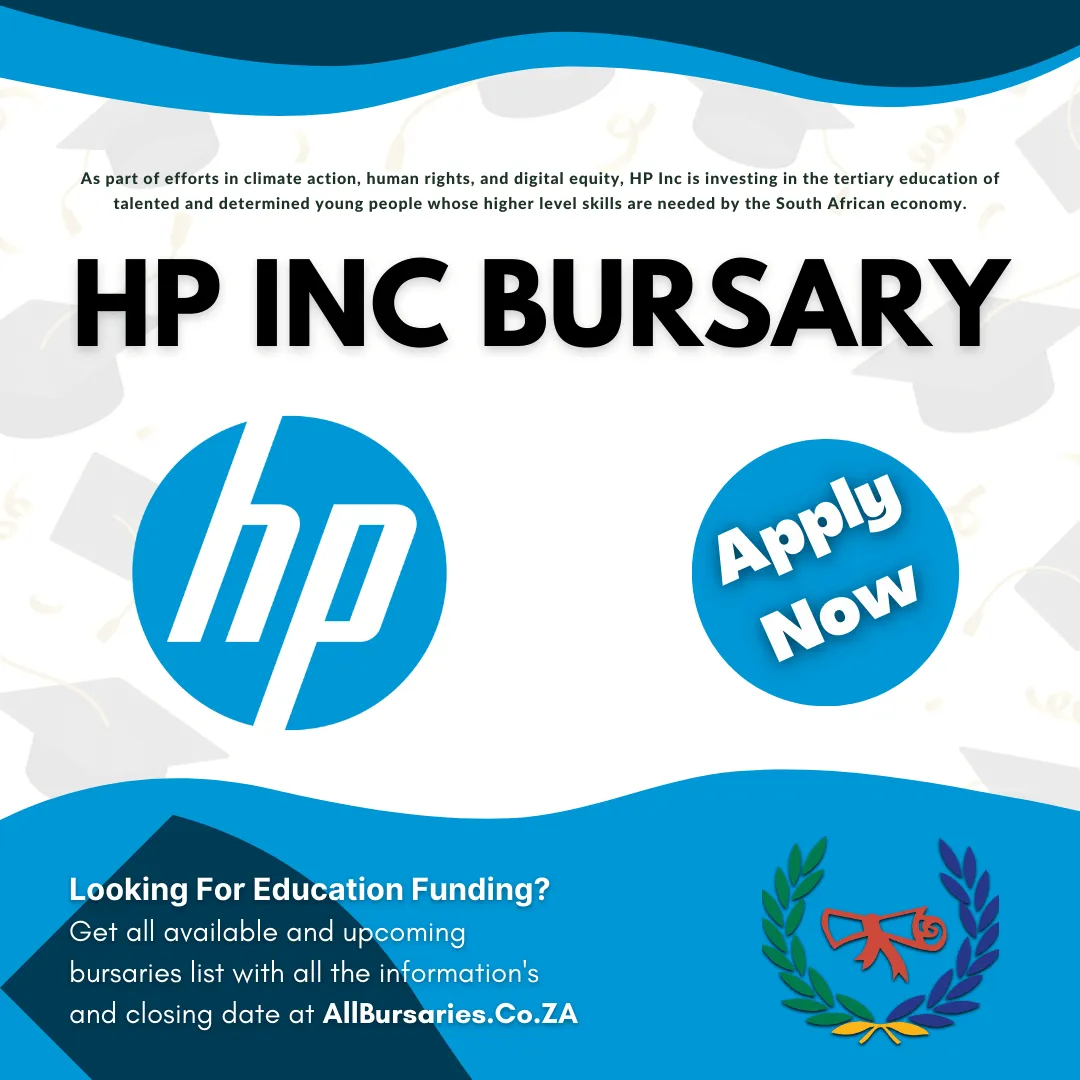 As part of efforts in climate action, human rights, and digital equity, HP Inc is investing in the tertiary education of
talented and determined young people whose higher level skills are needed by the South African economy.
HP INC BURSARY
hp
Apply
Now
Looking For Education Funding?
Get all available and upcoming
bursaries list with all the information's
and closing date at AllBursaries.Co.ZA